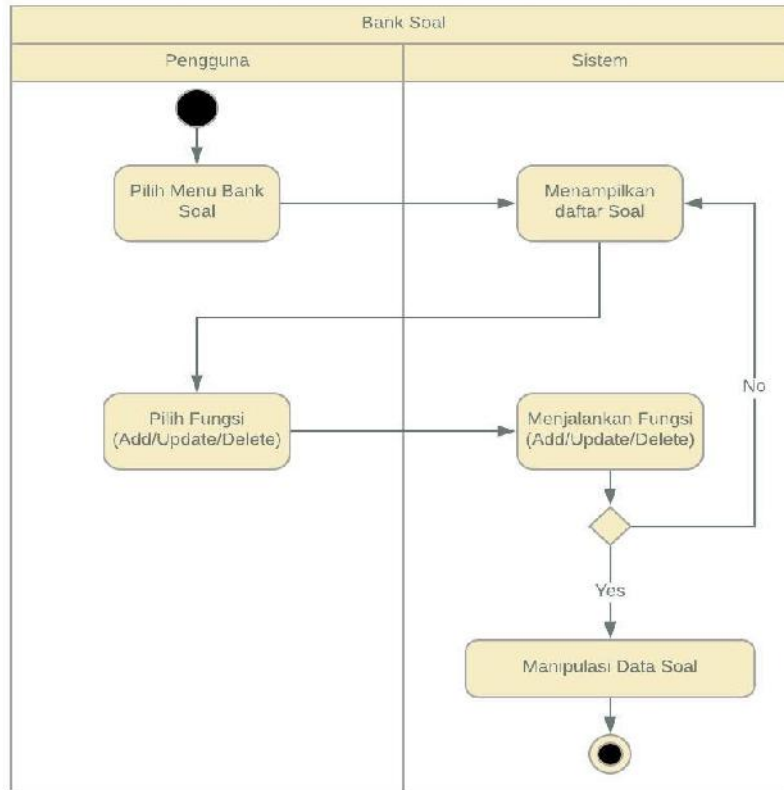 Bank Soal
Pengguna
Sistem
Pilih Menu Bank
Soal
Menampilkan
daftar Soal
Pilih Fungsi
(Add/Update/Delete)
Menjalankan Fungsi
(Add/Update/Delete)
No
Yes
Manipulasi Data Soal